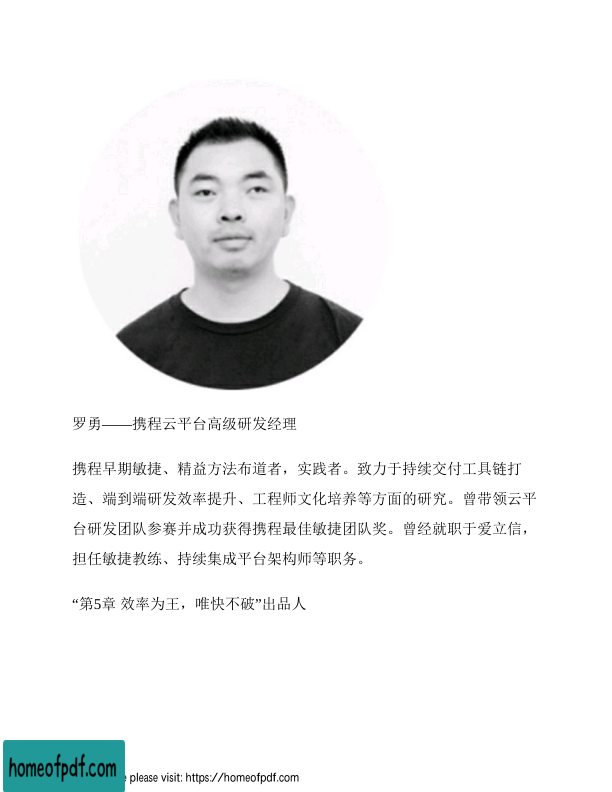 罗勇——携程云平台高级研发经理
携程早期敏捷、精益方法布道者，实践者。致力于持续交付工具链打
造、端到端研发效率提升、工程师文化培养等方面的研究。曾带领云平
台研发团队参赛并成功获得携程最佳敏捷团队奖。曾经就职于爱立信，
担任敏捷教练、持续集成平台架构师等职务。
“第5章 效率为王，唯快不破”出品人
homeofpdf.com
e please visit: https://homeofpdf.com